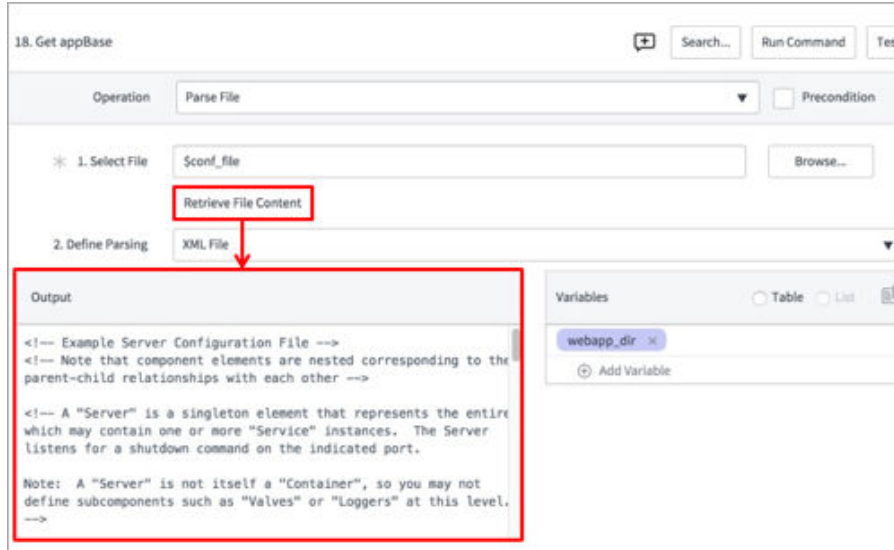 18. Get appBase
Search...
Run Command
Operation
Parse File
Precondition
1. Select File
$conf_file
Browse...
Retrieve File Content
2. Define Parsing
XML File
Output
Variables
Table
List
<!-- Example Server Configuration File -->
<!-- Note that component elements are nested corresponding to the
parent-child relationships with each other -->
<!-- A "Server" is a singleton element that represents the entire
which may contain one or more "Service" instances.  The Server
listens for a shutdown command on the indicated port.
Note:  A "Server" is not itself a "Container", so you may not
define subcomponents such as "Valves" or "Loggers" at this level.
-->
webapp_dir
Add Variable